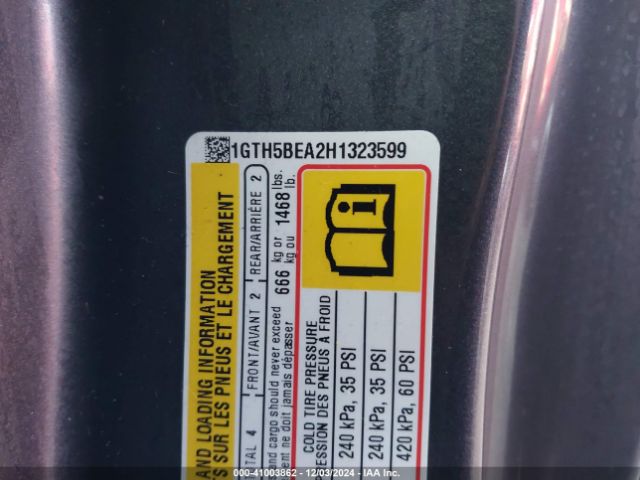 1GTH5BEA2H1323599
AND LOADING INFORMATION
S SUR LES PNEUS ET LE CHARGEMENT
TAL 4 FRONT/AVANT 2 REAR/ARRIÈRE 2
and cargo should never exceed 666 kg or 1468 lbs.
ent ne doit jamais dépasser kg ou lb.
COLD TIRE PRESSURE
ESSION DES PNEUS À FROID
240 kPa, 35 PSI
240 kPa, 35 PSI
420 kPa, 60 PSI
Stock - 41003862 / 12/03/2024 / IAA Inc.